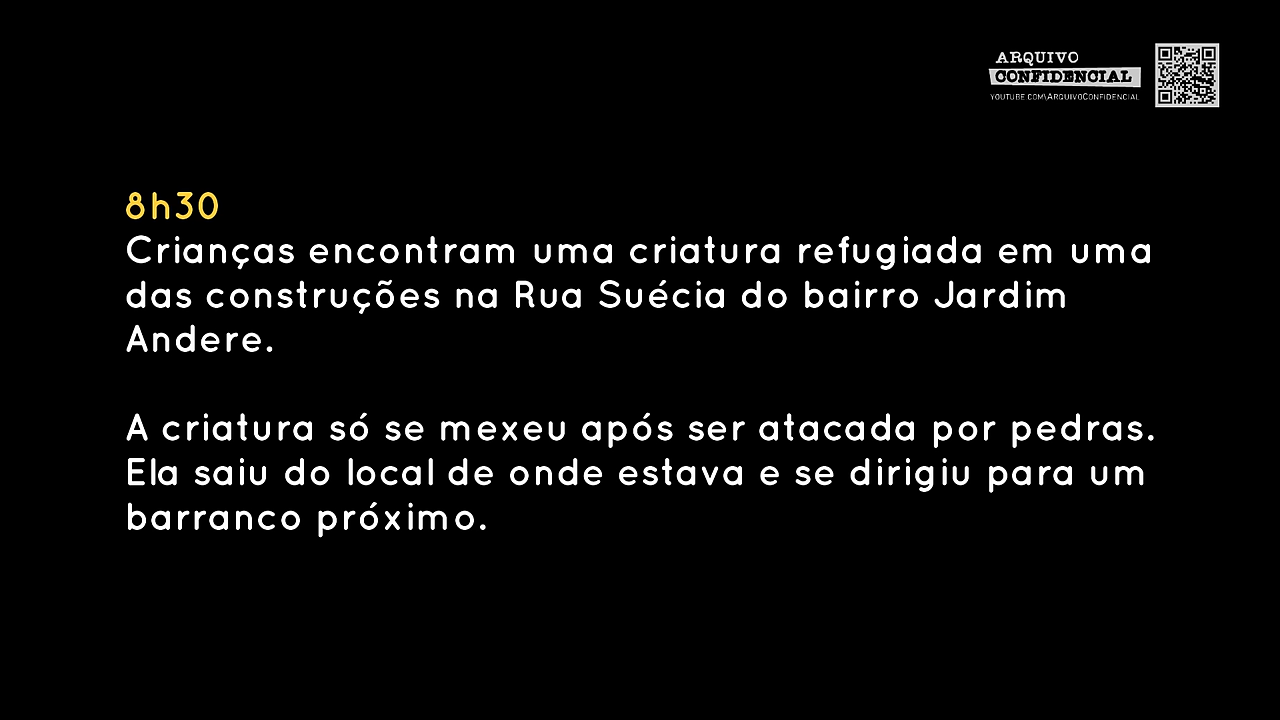 ARQUIVO
CONFIDENCIAL
YOUTUBE.COM\ARQUIVOCONFIDENCIAL
8h30
Crianças encontram uma criatura refugiada em uma
das construções na Rua Suécia do bairro Jardim
Andere.
A criatura só se mexeu após ser atacada por pedras.
Ela saiu do local de onde estava e se dirigiu para um
barranco próximo.